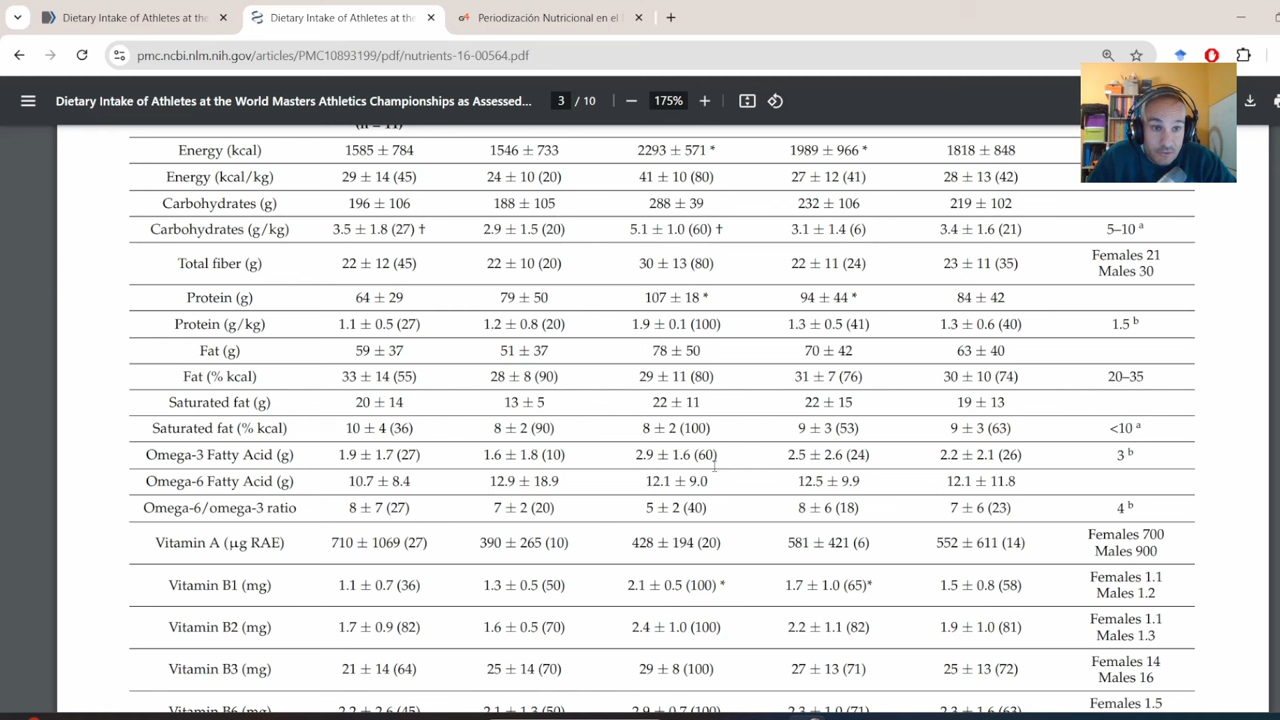 Dietary Intake of Athletes at the
Dietary Intake of Athletes at the
Periodización Nutricional en el
pmc.ncbi.nlm.nih.gov/articles/PMC10893199/pdf/nutrients-16-00564.pdf
Dietary Intake of Athletes at the World Masters Athletics Championships as Assessed... 3 / 10 175%
Energy (kcal) 1585 ± 784 1546 ± 733 2293 ± 571 * 1989 ± 966 * 1818 ± 848
Energy (kcal/kg) 29 ± 14 (45) 24 ± 10 (20) 41 ± 10 (80) 27 ± 12 (41) 28 ± 13 (42)
Carbohydrates (g) 196 ± 106 188 ± 105 288 ± 39 232 ± 106 219 ± 102
Carbohydrates (g/kg) 3.5 ± 1.8 (27) † 2.9 ± 1.5 (20) 5.1 ± 1.0 (60) † 3.1 ± 1.4 (6) 3.4 ± 1.6 (21) 5–10 a
Total fiber (g) 22 ± 12 (45) 22 ± 10 (20) 30 ± 13 (80) 22 ± 11 (24) 23 ± 11 (35) Females 21
Males 30
Protein (g) 64 ± 29 79 ± 50 107 ± 18 * 94 ± 44 * 84 ± 42
Protein (g/kg) 1.1 ± 0.5 (27) 1.2 ± 0.8 (20) 1.9 ± 0.1 (100) 1.3 ± 0.5 (41) 1.3 ± 0.6 (40) 1.5 b
Fat (g) 59 ± 37 51 ± 37 78 ± 50 70 ± 42 63 ± 40
Fat (% kcal) 33 ± 14 (55) 28 ± 8 (90) 29 ± 11 (80) 31 ± 7 (76) 30 ± 10 (74) 20–35
Saturated fat (g) 20 ± 14 13 ± 5 22 ± 11 22 ± 15 19 ± 13
Saturated fat (% kcal) 10 ± 4 (36) 8 ± 2 (90) 8 ± 2 (100) 9 ± 3 (53) 9 ± 3 (63) <10 a
Omega-3 Fatty Acid (g) 1.9 ± 1.7 (27) 1.6 ± 1.8 (10) 2.9 ± 1.6 (60) 2.5 ± 2.6 (24) 2.2 ± 2.1 (26) 3 b
Omega-6 Fatty Acid (g) 10.7 ± 8.4 12.9 ± 18.9 12.1 ± 9.0 12.5 ± 9.9 12.1 ± 11.8
Omega-6/omega-3 ratio 8 ± 7 (27) 7 ± 2 (20) 5 ± 2 (40) 8 ± 6 (18) 7 ± 6 (23) 4 b
Vitamin A (µg RAE) 710 ± 1069 (27) 390 ± 265 (10) 428 ± 194 (20) 581 ± 421 (6) 552 ± 611 (14) Females 700
Males 900
Vitamin B1 (mg) 1.1 ± 0.7 (36) 1.3 ± 0.5 (50) 2.1 ± 0.5 (100) * 1.7 ± 1.0 (65)* 1.5 ± 0.8 (58) Females 1.1
Males 1.2
Vitamin B2 (mg) 1.7 ± 0.9 (82) 1.6 ± 0.5 (70) 2.4 ± 1.0 (100) 2.2 ± 1.1 (82) 1.9 ± 1.0 (81) Females 1.1
Males 1.3
Vitamin B3 (mg) 21 ± 14 (64) 25 ± 14 (70) 29 ± 8 (100) 27 ± 13 (71) 25 ± 13 (72) Females 14
Males 16
Females 1.5